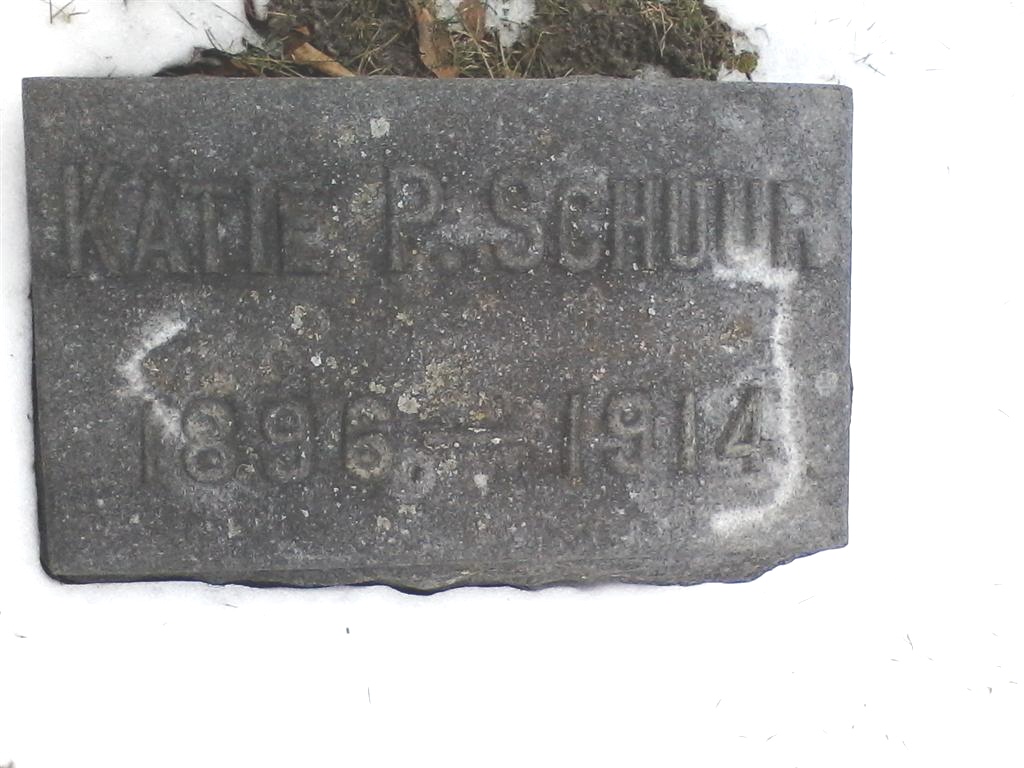 KATIE P. SCHUUR
1896. — 1914